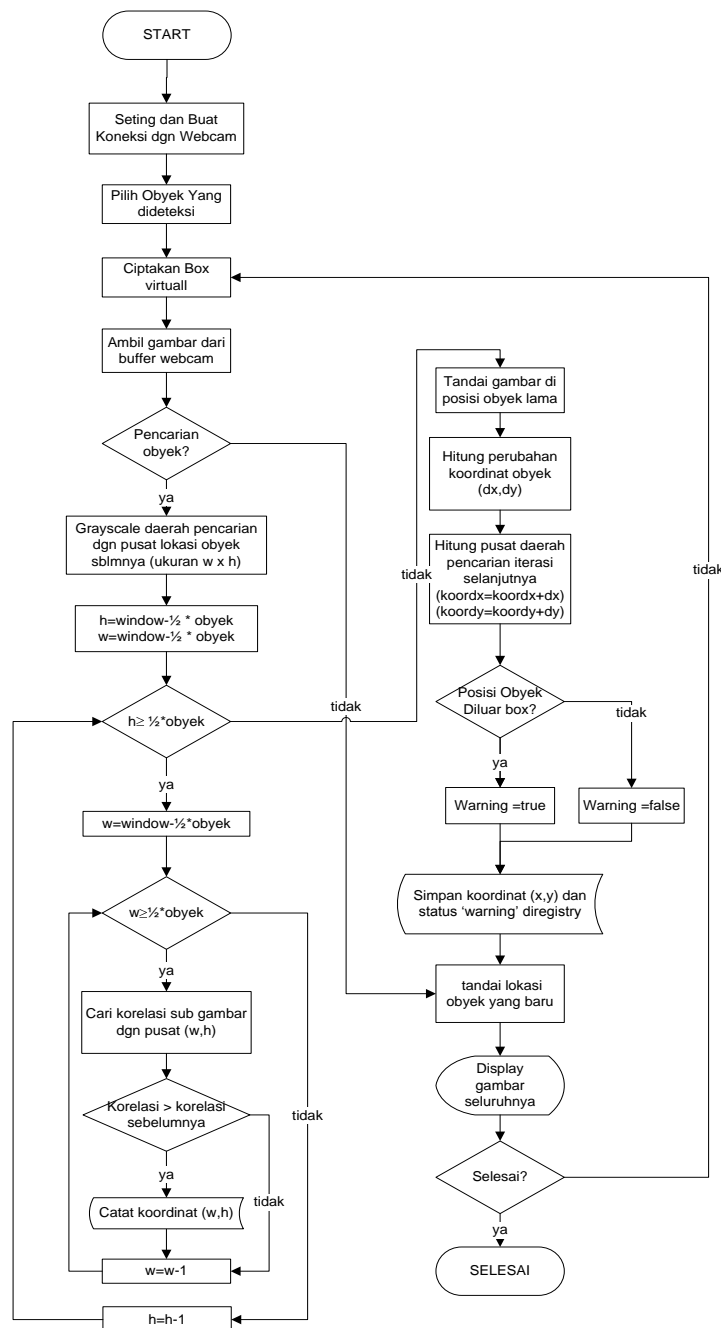 START
Seting dan Buat
Koneksi dgn Webcam
Pilih Obyek Yang
dideteksi
Ciptakan Box
virtuall
Ambil gambar dari
buffer webcam
Pencarian
obyek?
ya
tidak
Grayscale daerah pencarian
dgn pusat lokasi obyek
sblmnya (ukuran w x h)
h=window-½ * obyek
w=window-½ * obyek
h≥ ½*obyek
ya
tidak
w=window-½*obyek
w≥½*obyek
ya
tidak
Cari korelasi sub gambar
dgn pusat (w,h)
Korelasi > korelasi
sebelumnya
ya
tidak
Catat koordinat (w,h)
w=w-1
h=h-1
Tandai gambar di
posisi obyek lama
Hitung perubahan
koordinat obyek
(dx,dy)
Hitung pusat daerah
pencarian iterasi
selanjutnya
(koordx=koordx+dx)
(koordy=koordy+dy)
Posisi Obyek
Diluar box?
ya
tidak
Warning =true
Warning =false
Simpan koordinat (x,y) dan
status ‘warning’ diregistry
tandai lokasi
obyek yang baru
Display
gambar
seluruhnya
Selesai?
tidak
ya
SELESAI